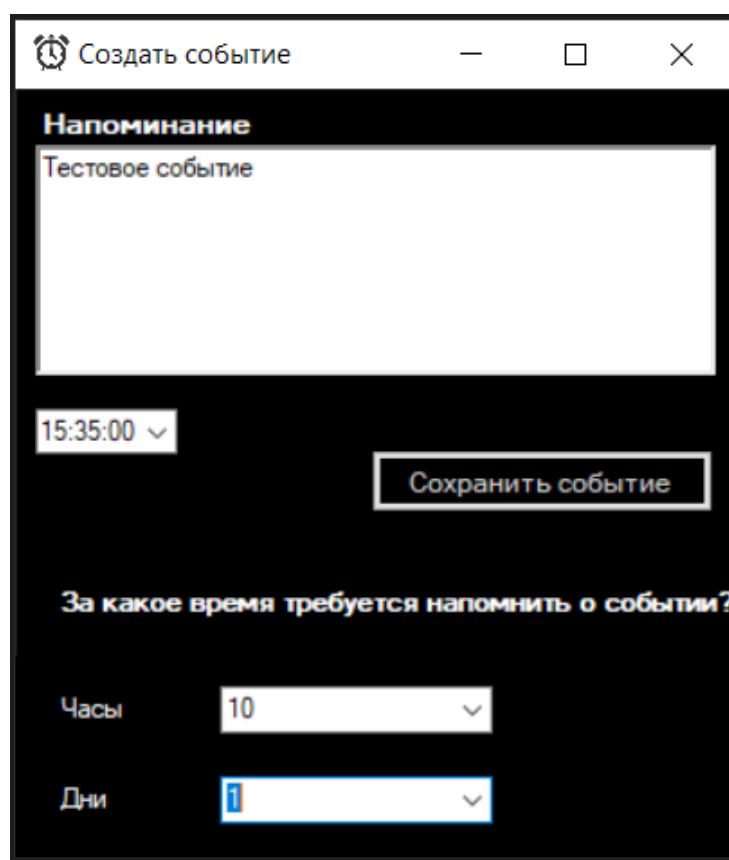 Создать событие
Напоминание
Тестовое событие
15:35:00
Сохранить событие
За какое время требуется напомнить о событии?
Часы 10
Дни 1